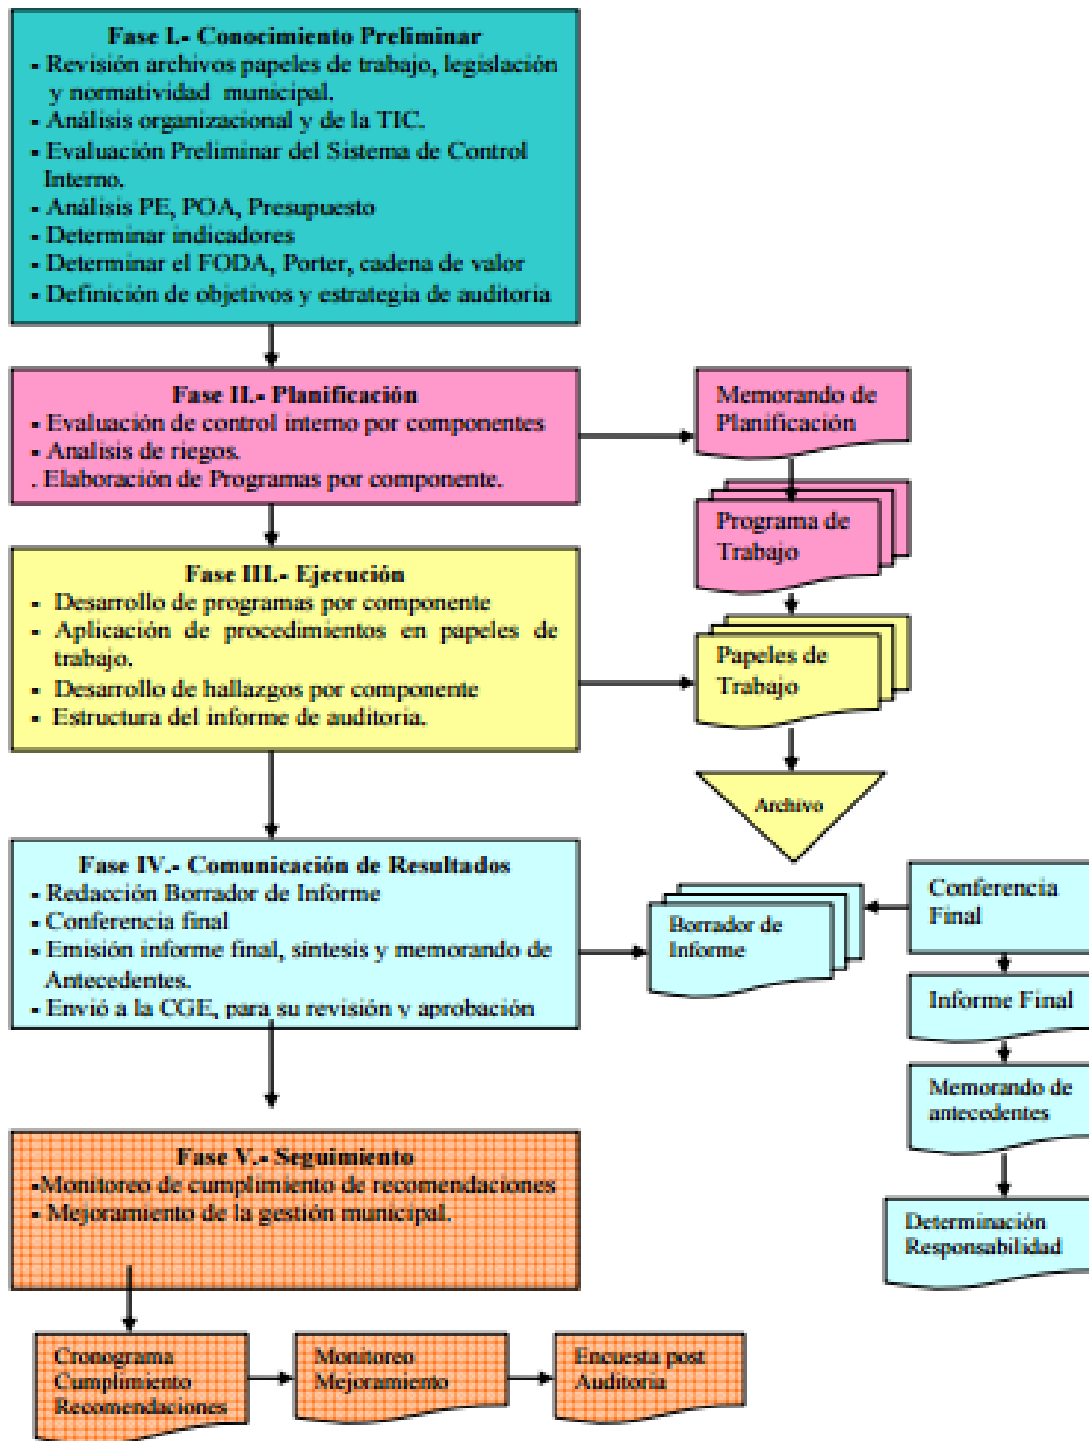 Fase I.- Conocimiento Preliminar
- Revisión archivos papeles de trabajo, legislación
y normatividad municipal.
- Análisis organizacional y de la TIC.
- Evaluación Preliminar del Sistema de Control
Interno.
- Análisis PE, POA, Presupuesto
- Determinar indicadores
- Determinar el FODA, Porter, cadena de valor
- Definición de objetivos y estrategia de auditoria
Fase II.- Planificación
- Evaluación de control interno por componentes
- Analisis de riegos.
. Elaboración de Programas por componente.
Memorando de
Planificación
Programa de
Trabajo
Fase III.- Ejecución
- Desarrollo de programas por componente
- Aplicación de procedimientos en papeles de
trabajo.
- Desarrollo de hallazgos por componente
- Estructura del informe de auditoria.
Papeles de
Trabajo
Archivo
Fase IV.- Comunicación de Resultados
- Redacción Borrador de Informe
- Conferencia final
- Emisión informe final, síntesis y memorando de
Antecedentes.
- Envió a la CGE, para su revisión y aprobación
Borrador de
Informe
Conferencia
Final
Informe Final
Memorando de
antecedentes
Determinación
Responsabilidad
Fase V.- Seguimiento
-Monitoreo de cumplimiento de recomendaciones
- Mejoramiento de la gestión municipal.
Cronograma
Cumplimiento
Recomendaciones
Monitoreo
Mejoramiento
Encuesta post
Auditoria